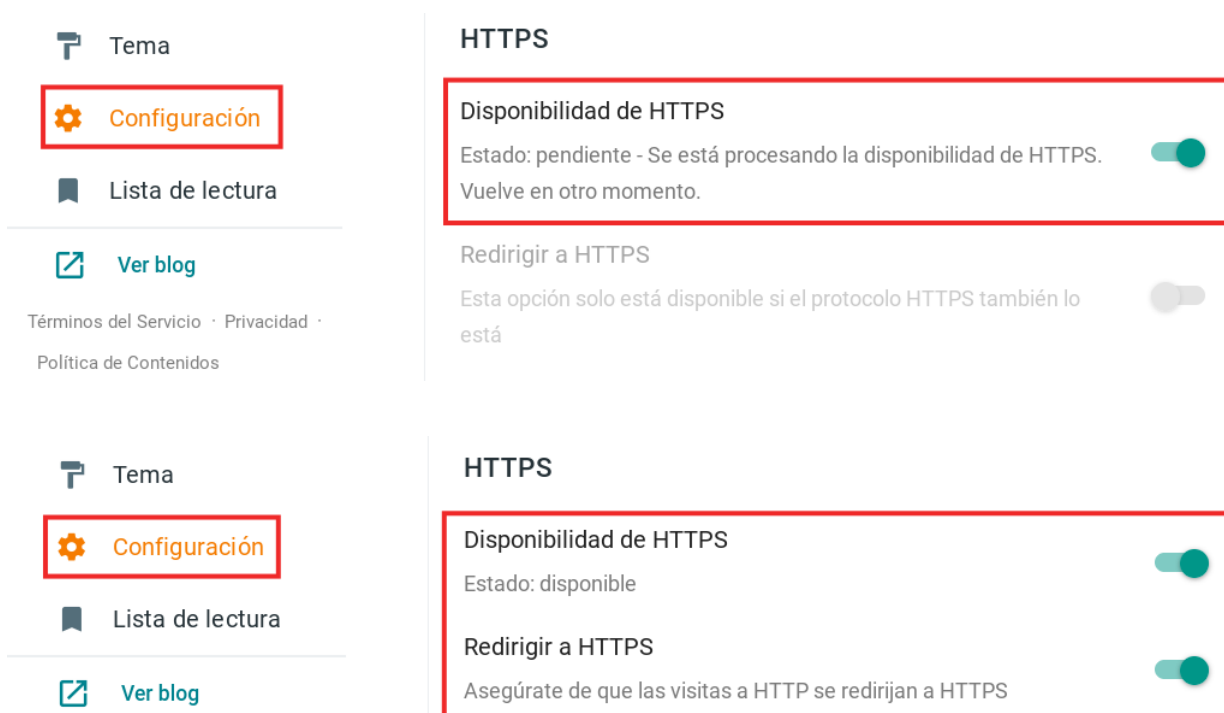 Tema
Configuración
Lista de lectura
Ver blog
Términos del Servicio · Privacidad ·
Política de Contenidos
HTTPS
Disponibilidad de HTTPS
Estado: pendiente - Se está procesando la disponibilidad de HTTPS.
Vuelve en otro momento.
Redirigir a HTTPS
Esta opción solo está disponible si el protocolo HTTPS también lo
está
Tema
Configuración
Lista de lectura
Ver blog
HTTPS
Disponibilidad de HTTPS
Estado: disponible
Redirigir a HTTPS
Asegúrate de que las visitas a HTTP se redirijan a HTTPS